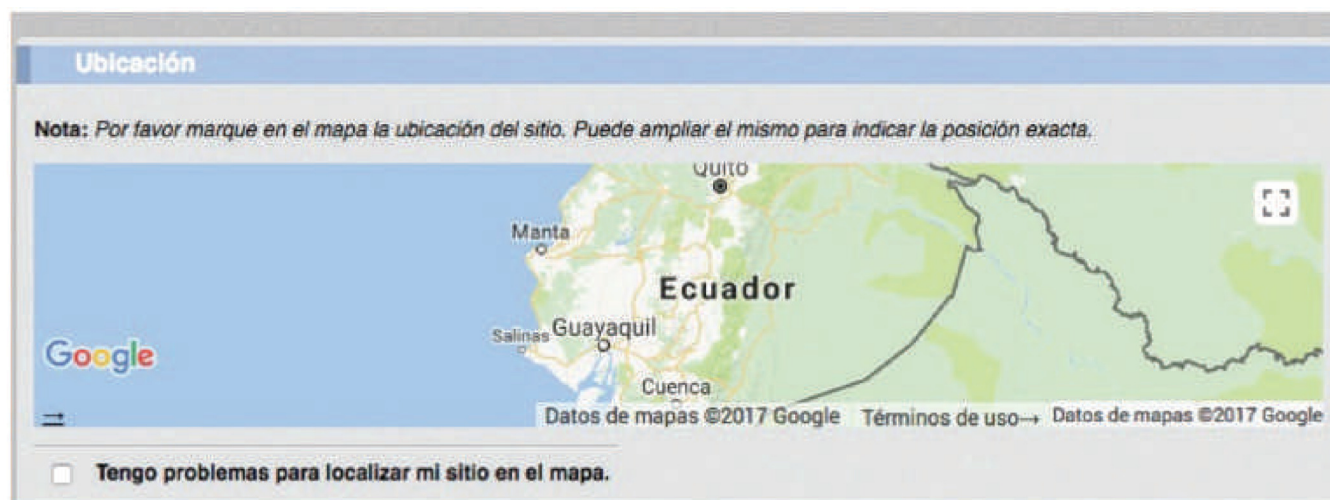 Ubicación
Nota: Por favor marque en el mapa la ubicación del sitio. Puede ampliar el mismo para indicar la posición exacta.
Quito
Manta
Ecuador
Salinas Guayaquil
Google
Cuenca
Datos de mapas ©2017 Google Términos de uso→ Datos de mapas ©2017 Google
Tengo problemas para localizar mi sitio en el mapa.